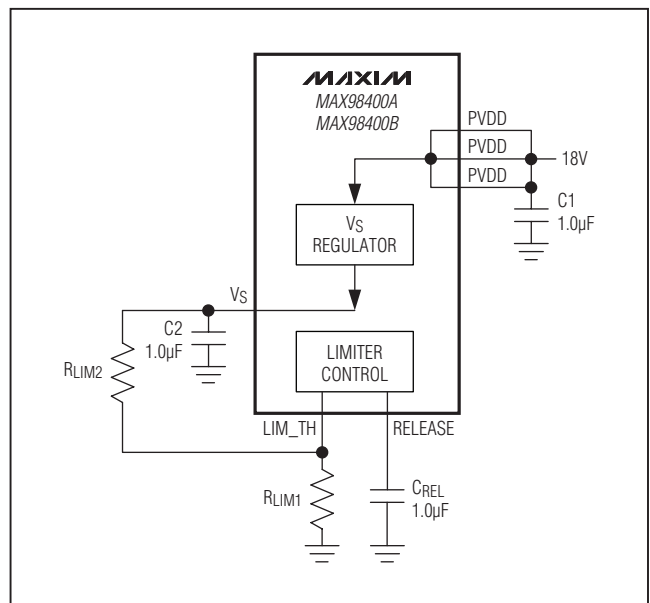 MAXIM
MAX98400A
MAX98400B
PVDD
PVDD
18V
PVDD
C1
1.0µF
VS
REGULATOR
VS
C2
1.0µF
LIMITER
CONTROL
RLIM2
LIM_TH
RELEASE
RLIM1
CREL
1.0µF